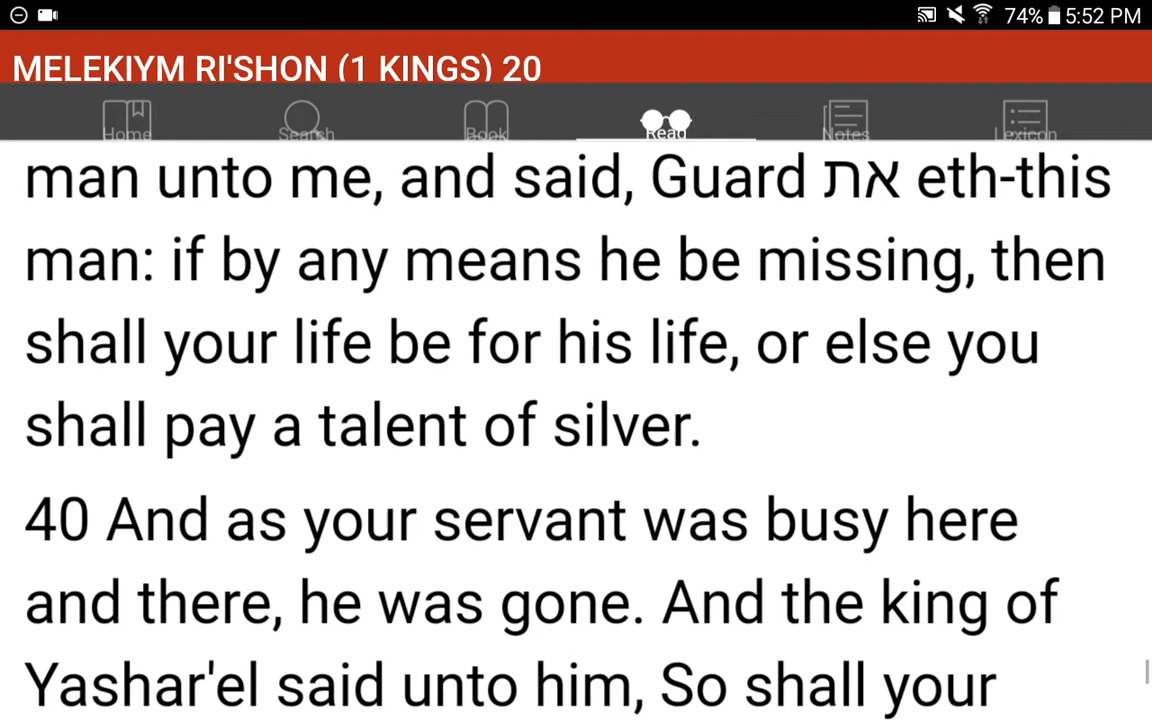 74% 5:52 PM
MELEKIYM RI'SHON (1 KINGS) 20
Home Search Book Read Notes Lexicon
man unto me, and said, Guard את eth-this
man: if by any means he be missing, then
shall your life be for his life, or else you
shall pay a talent of silver.
40 And as your servant was busy here
and there, he was gone. And the king of
Yashar'el said unto him, So shall your